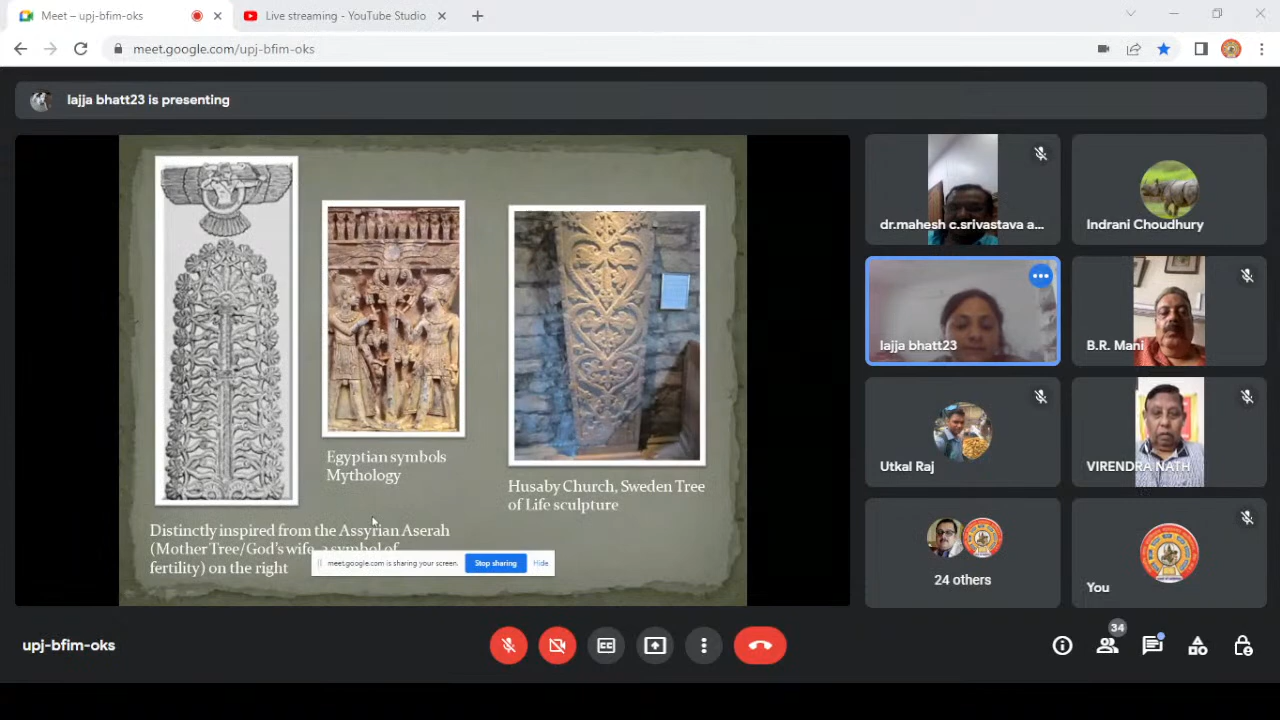 Meet – upj-bfim-oks
Live streaming - YouTube Studio
meet.google.com/upj-bfim-oks
lajja bhatt23 is presenting
Egyptian symbols
Mythology
Husaby Church, Sweden Tree
of Life sculpture
Distinctly inspired from the Assyrian Aserah
(Mother Tree/God's wife, a symbol of
fertility) on the right
meet.google.com is sharing your screen.
Stop sharing
Hide
dr.mahesh c.srivastava a...
Indrani Choudhury
lajja bhatt23
B.R. Mani
Utkal Raj
VIRENDRA NATH
24 others
You
upj-bfim-oks
CC
34